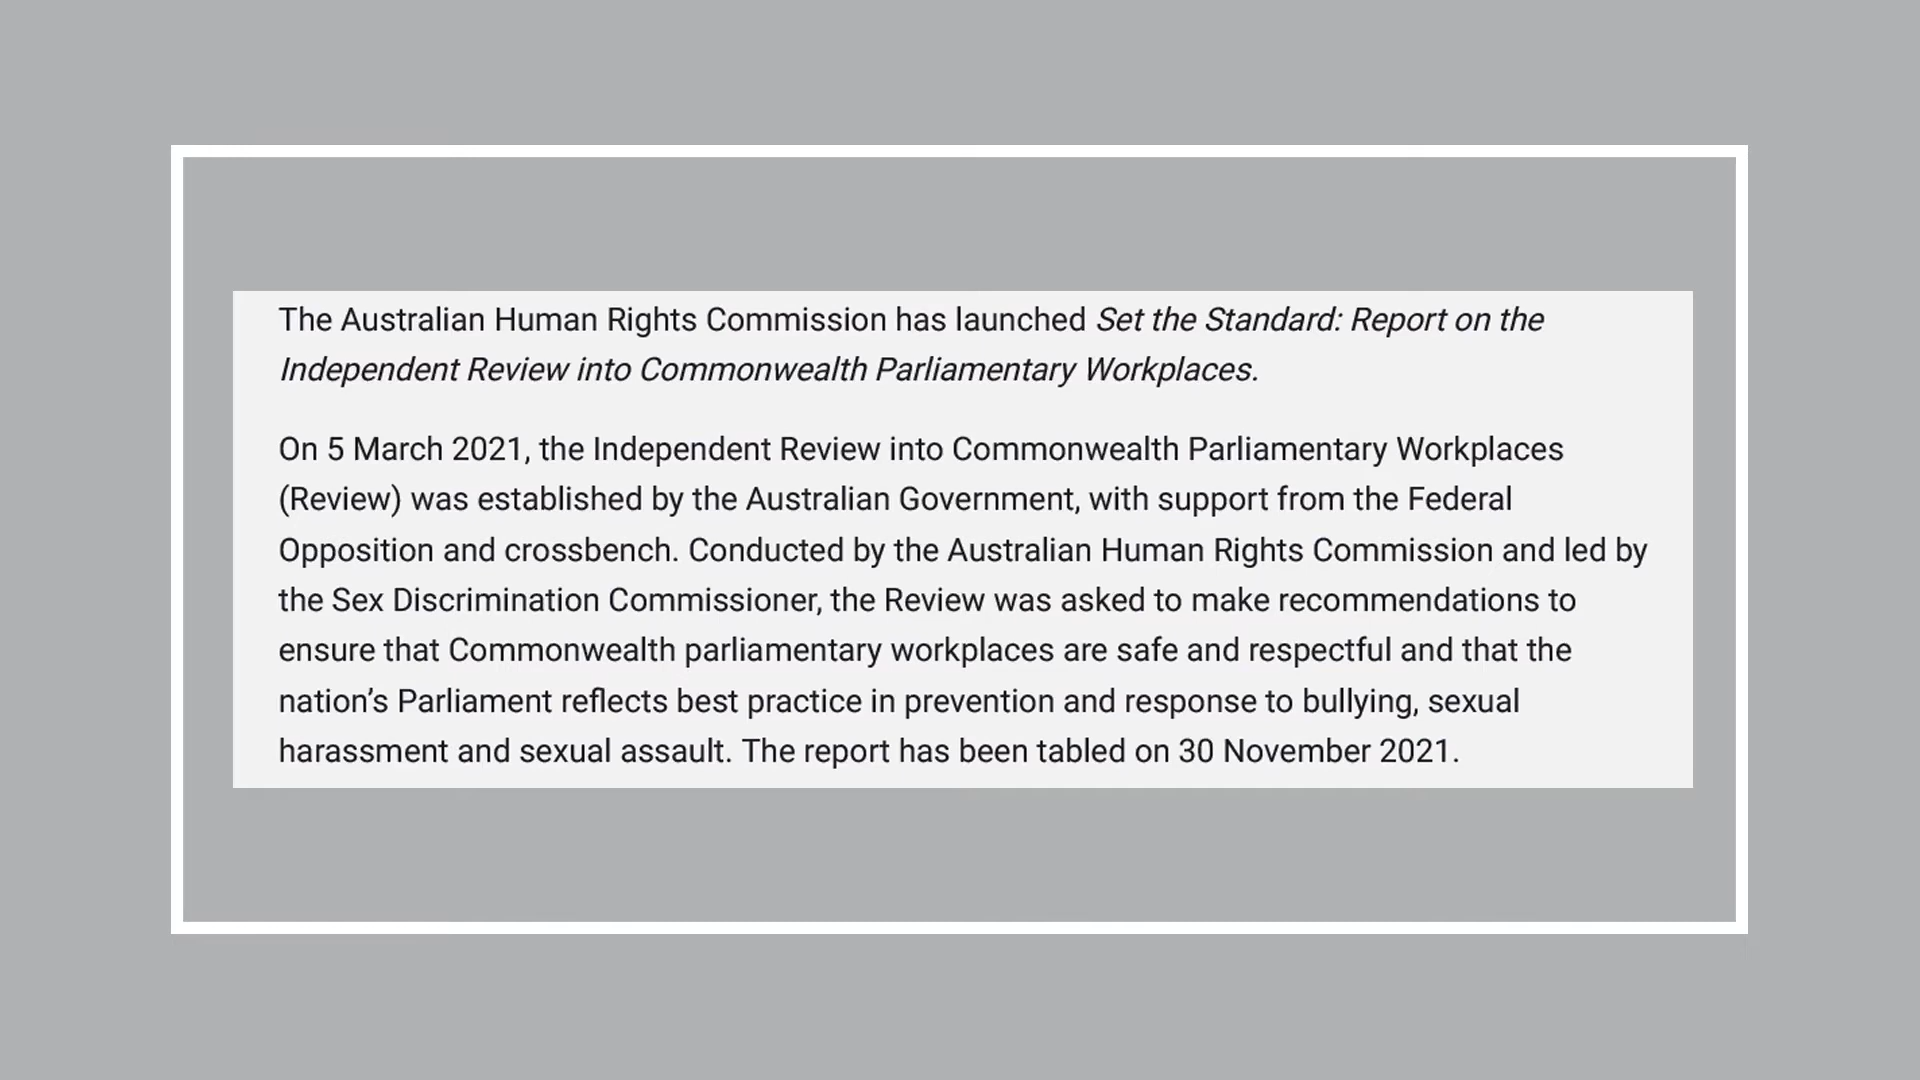 The Australian Human Rights Commission has launched Set the Standard: Report on the
Independent Review into Commonwealth Parliamentary Workplaces.
On 5 March 2021, the Independent Review into Commonwealth Parliamentary Workplaces
(Review) was established by the Australian Government, with support from the Federal
Opposition and crossbench. Conducted by the Australian Human Rights Commission and led by
the Sex Discrimination Commissioner, the Review was asked to make recommendations to
ensure that Commonwealth parliamentary workplaces are safe and respectful and that the
nation’s Parliament reflects best practice in prevention and response to bullying, sexual
harassment and sexual assault. The report has been tabled on 30 November 2021.